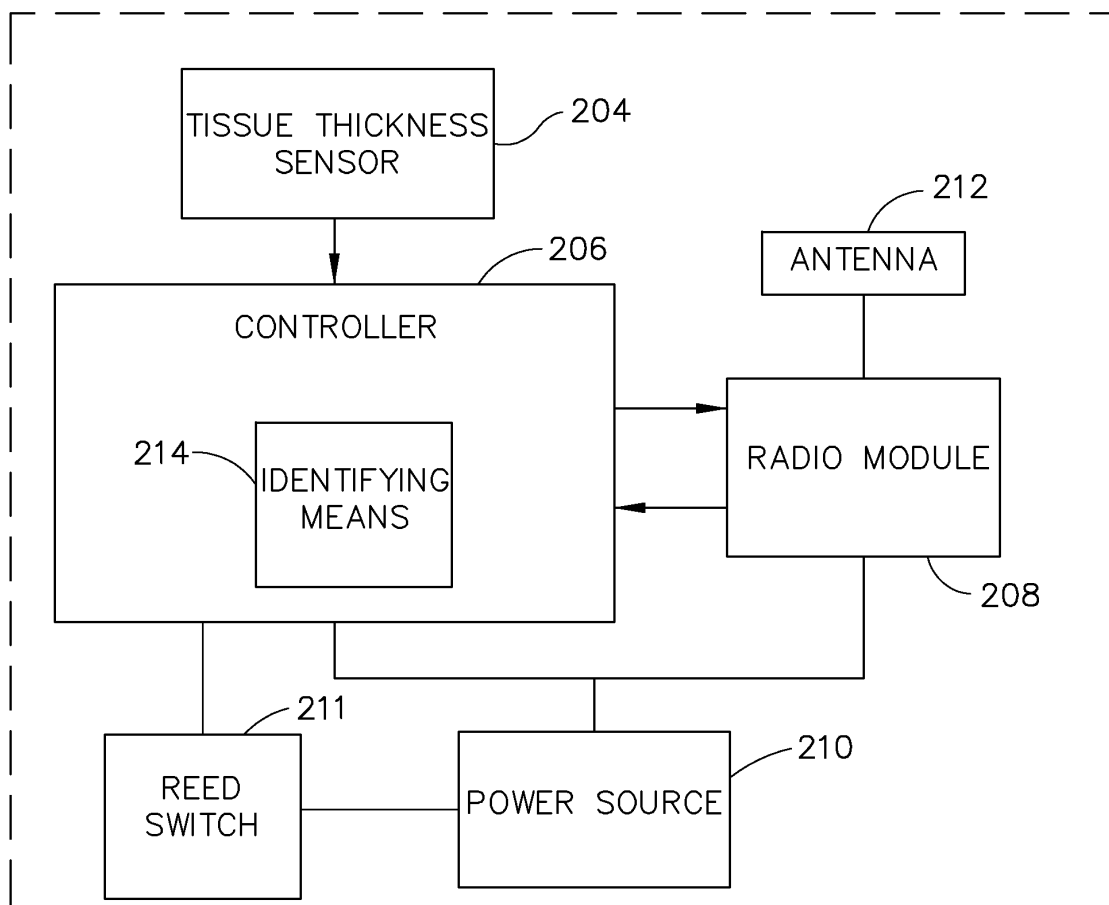 TISSUE THICKNESS
SENSOR
204
212
ANTENNA
206
CONTROLLER
214
IDENTIFYING
MEANS
RADIO MODULE
208
211
REED
SWITCH
210
POWER SOURCE